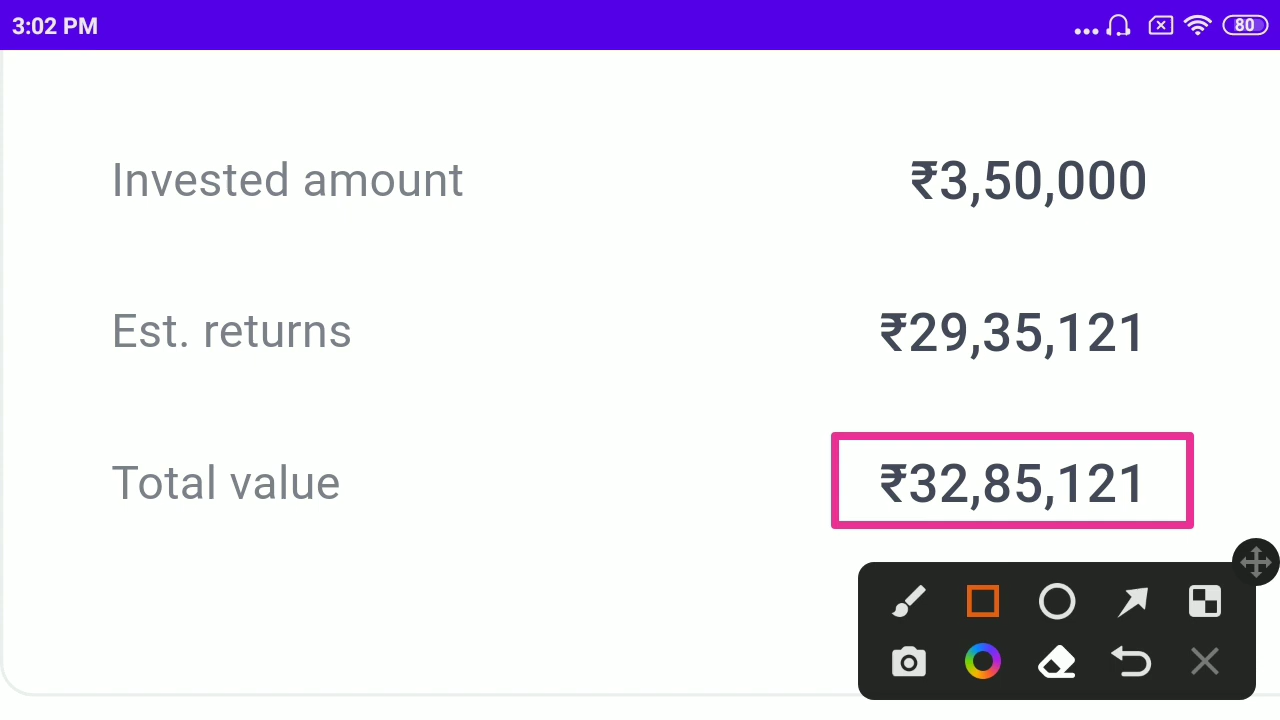 3:02 PM
80
Invested amount ₹3,50,000
Est. returns ₹29,35,121
Total value ₹32,85,121